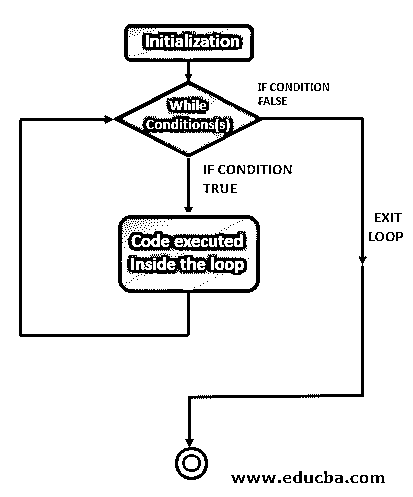 Initialization
IF CONDITION
FALSE
While
Conditions(s)
IF CONDITION
TRUE
EXIT
LOOP
Code executed
Inside the loop
www.educba.com